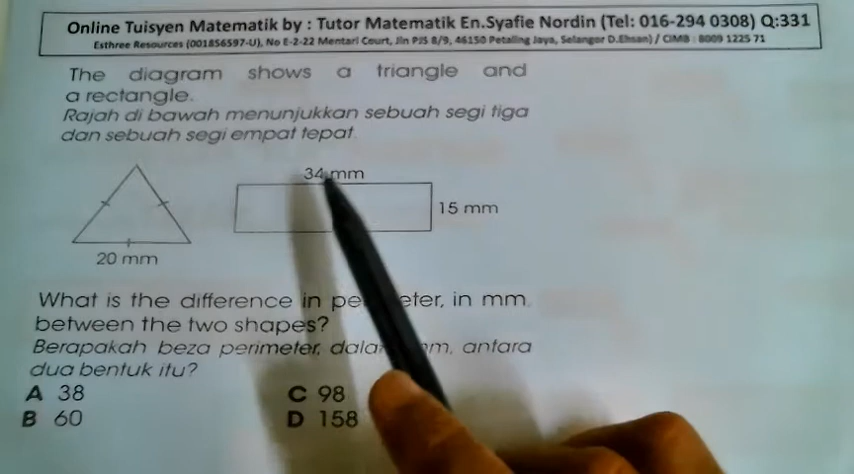 Online Tuisyen Matematik by : Tutor Matematik En.Syafie Nordin (Tel: 016-294 0308) Q:331
Esthree Resources (001856597-U), No E-2-22 Mentari Court, Jln PJS 8/9, 46150 Petaling Jaya, Selangor D.Ehsan) / CIMB : 8009 1225 71
The diagram shows a triangle and
a rectangle.
Rajah di bawah menunjukkan sebuah segi tiga
dan sebuah segi empat tepat.
34 mm
15 mm
20 mm
What is the difference in in mm,
between the two shapes?
Berapakah beza perimeter, antara
dua bentuk itu?
A 38
C 98
B 60
D 158